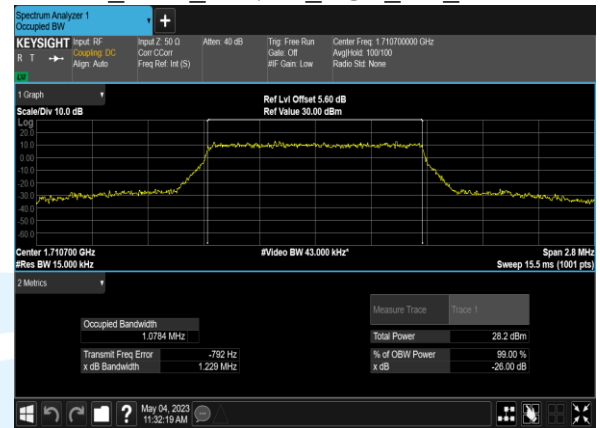 Spectrum Analyzer 1
Occupied BW
KEYSIGHT Input: RF Input Z: 50 Ω Atten: 40 dB Trig: Free Run Center Freq: 1.710700000 GHz
R T Coupling: DC Corr CCorr Gate: Off Avg|Hold: 100/100
Align: Auto Freq Ref: Int (S) #IF Gain: Low Radio Std: None
1 Graph
Ref Lvl Offset 5.60 dB
Scale/Div 10.0 dB Ref Value 30.00 dBm
Log
20.0
10.0
0.00
-10.0
-20.0
-30.0
-40.0
-50.0
-60.0
Center 1.710700 GHz #Video BW 43.000 kHz* Span 2.8 MHz
#Res BW 15.000 kHz Sweep 15.5 ms (1001 pts)
2 Metrics
Measure Trace Trace 1
Occupied Bandwidth
1.0784 MHz
Total Power 28.2 dBm
Transmit Freq Error -792 Hz % of OBW Power 99.00 %
x dB Bandwidth 1.229 MHz x dB -26.00 dB
?
May 04, 2023
11:32:19 AM